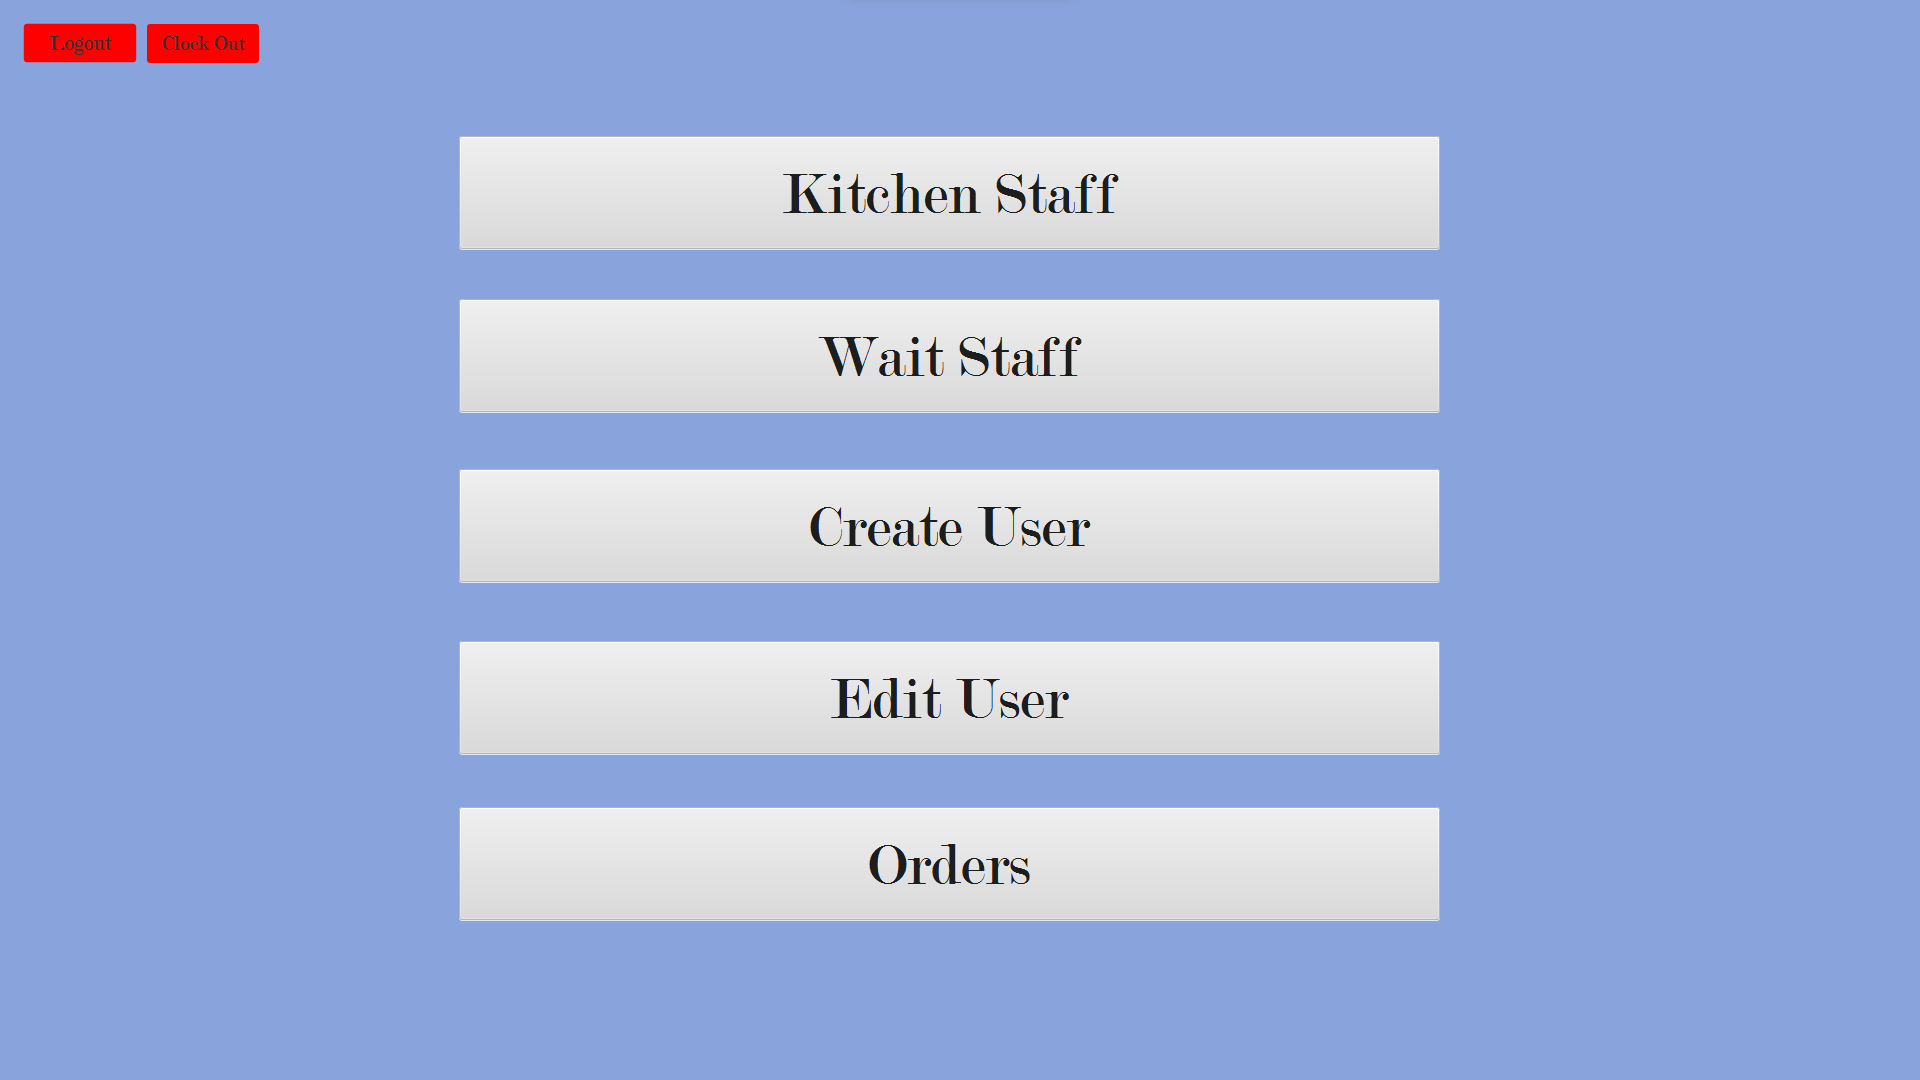 Logout
Clock Out
Kitchen Staff
Wait Staff
Create User
Edit User
Orders